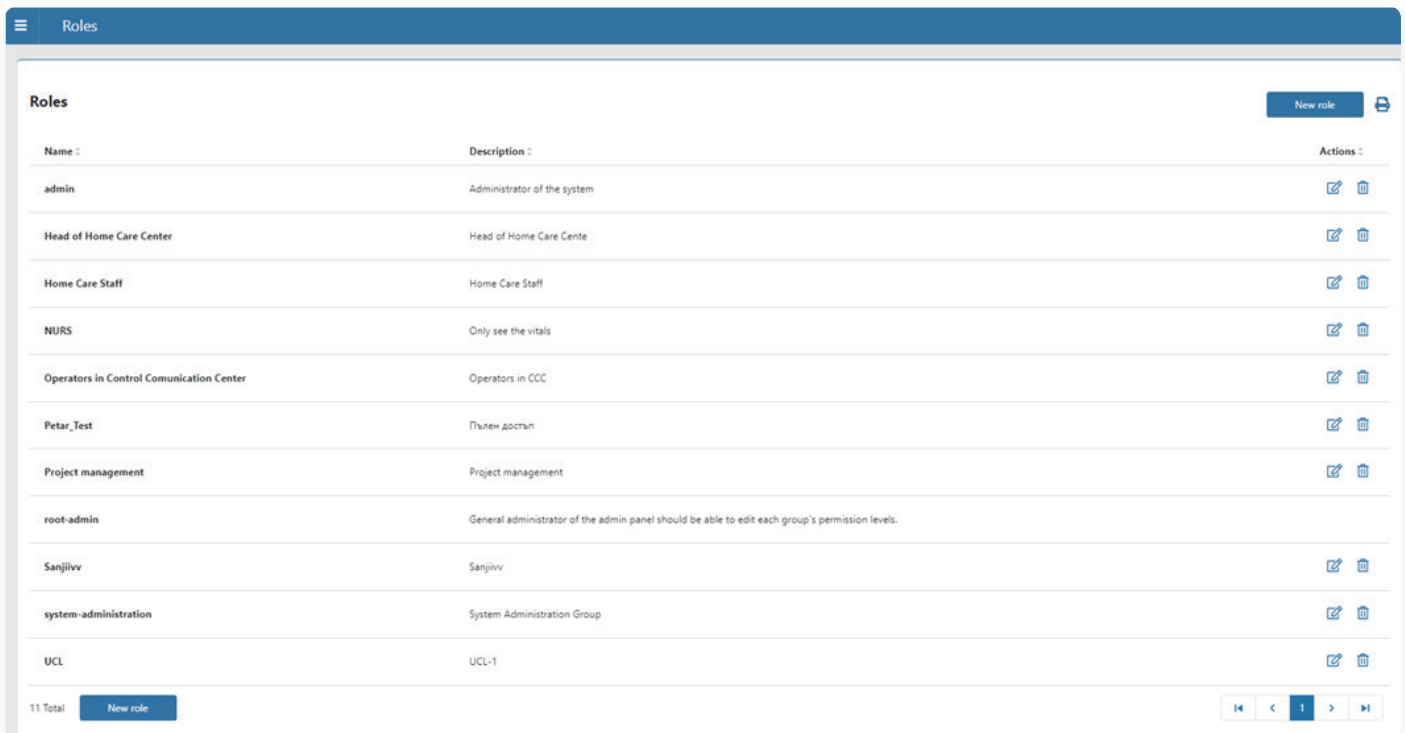 Roles
Roles
New role
Name Description Actions
admin Administrator of the system
Head of Home Care Center Head of Home Care Cente
Home Care Staff Home Care Staff
NURS Only see the vitals
Operators in Control Comunication Center Operators in CCC
Petar_Test Пълен достъп
Project management Project management
root-admin General administrator of the admin panel should be able to edit each group's permission levels.
Sanjiivv Sanjiivv
system-administration System Administration Group
UCL UCL-1
11 Total New role 1